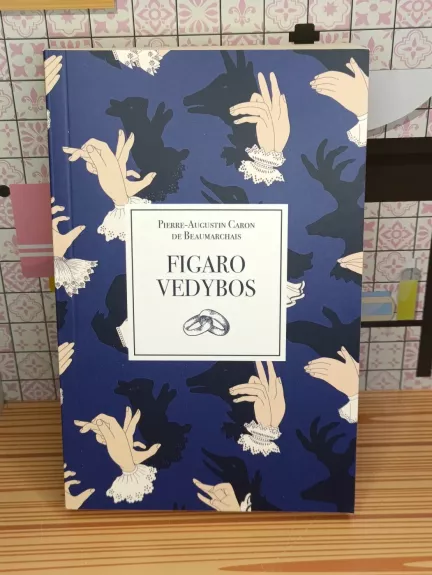 Pierre-Augustin Caron
de Beaumarchais
FIGARO
VEDYBOS